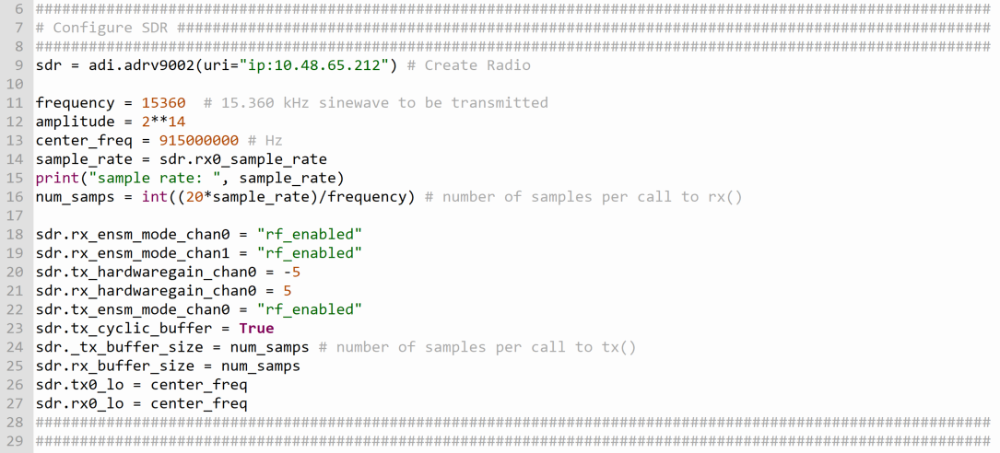 6 ############################################################################################################
7 # Configure SDR ############################################################################################
8 ############################################################################################################
9 sdr = adi.adrv9002(uri="ip:10.48.65.212") # Create Radio
10
11 frequency = 15360  # 15.360 kHz sinewave to be transmitted
12 amplitude = 2**14
13 center_freq = 915000000 # Hz
14 sample_rate = sdr.rx0_sample_rate
15 print("sample rate: ", sample_rate)
16 num_samps = int((20*sample_rate)/frequency) # number of samples per call to rx()
17
18 sdr.rx_ensm_mode_chan0 = "rf_enabled"
19 sdr.rx_ensm_mode_chan1 = "rf_enabled"
20 sdr.tx_hardwaregain_chan0 = -5
21 sdr.rx_hardwaregain_chan0 = 5
22 sdr.tx_ensm_mode_chan0 = "rf_enabled"
23 sdr.tx_cyclic_buffer = True
24 sdr._tx_buffer_size = num_samps # number of samples per call to tx()
25 sdr.rx_buffer_size = num_samps
26 sdr.tx0_lo = center_freq
27 sdr.rx0_lo = center_freq
28 ############################################################################################################
29 ############################################################################################################